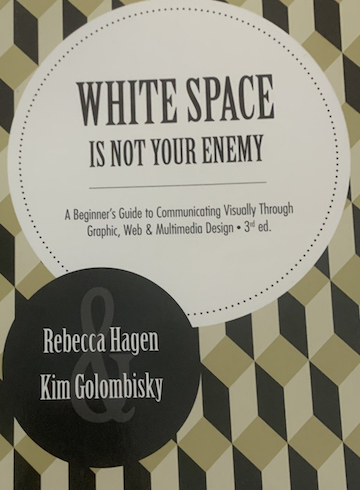 WHITE SPACE
IS NOT YOUR ENEMY
A Beginner's Guide to Communicating Visually Through
Graphic, Web & Multimedia Design • 3rd ed.
&
Rebecca Hagen
Kim Golombisky